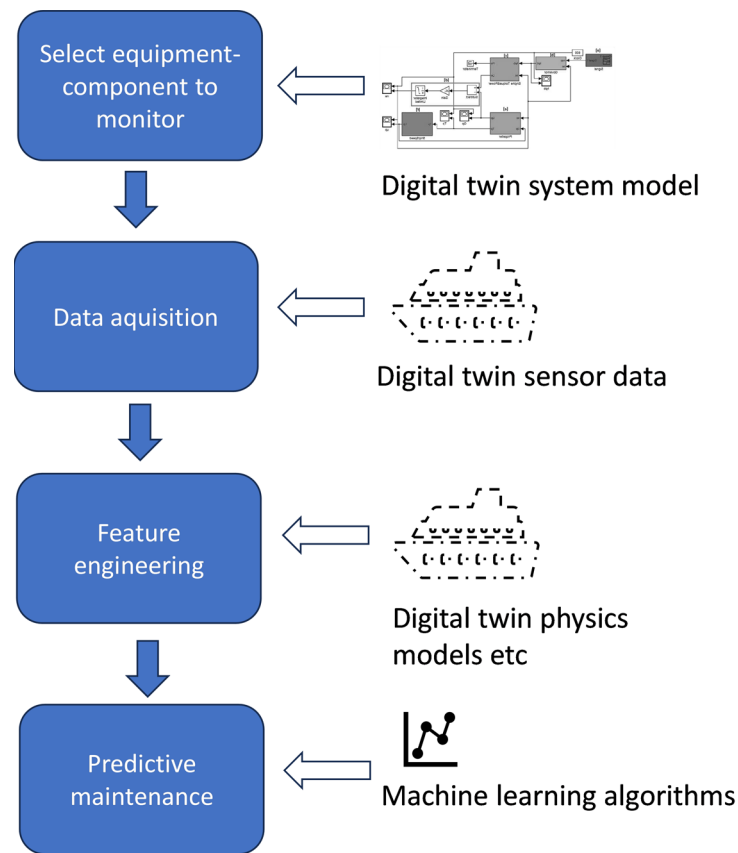 Select equipment-
component to
monitor
Digital twin system model
Data aquisition
Digital twin sensor data
Feature
engineering
Digital twin physics
models etc
Predictive
maintenance
Machine learning algorithms